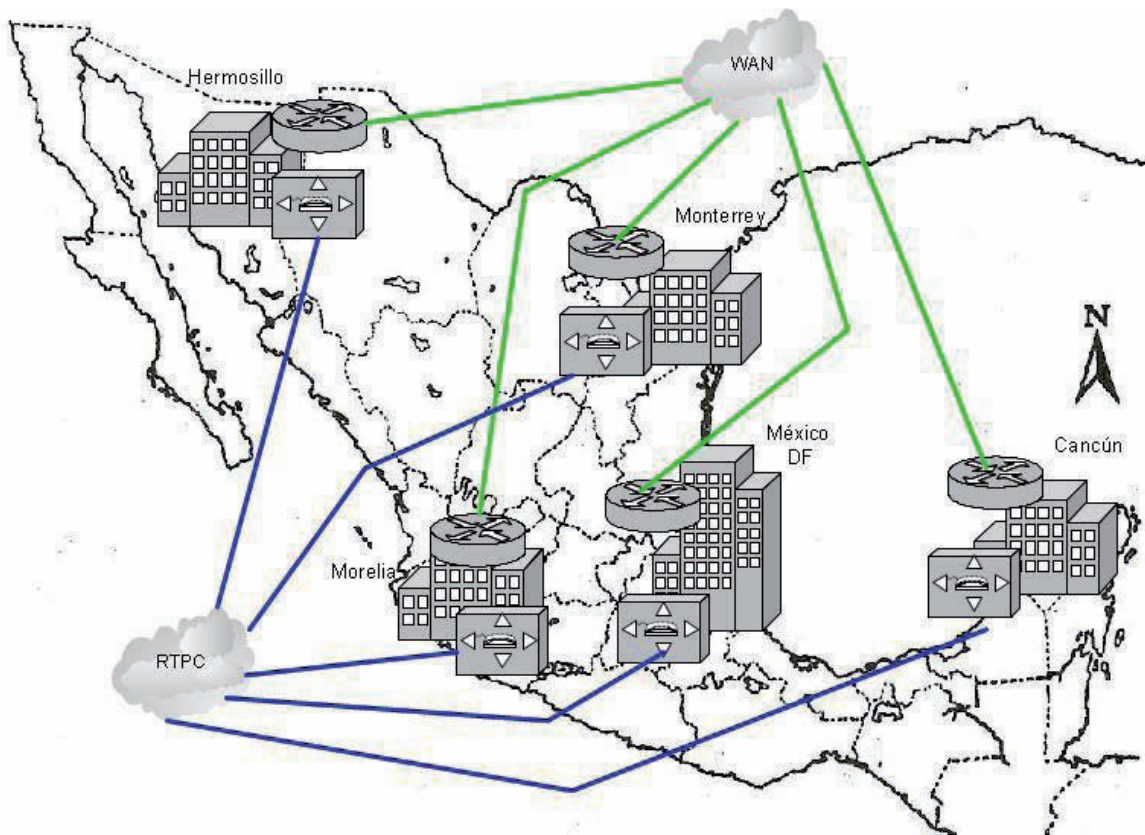 WAN
Hermosillo
Monterrey
N
México
DF
Cancún
Morelia
RTPC